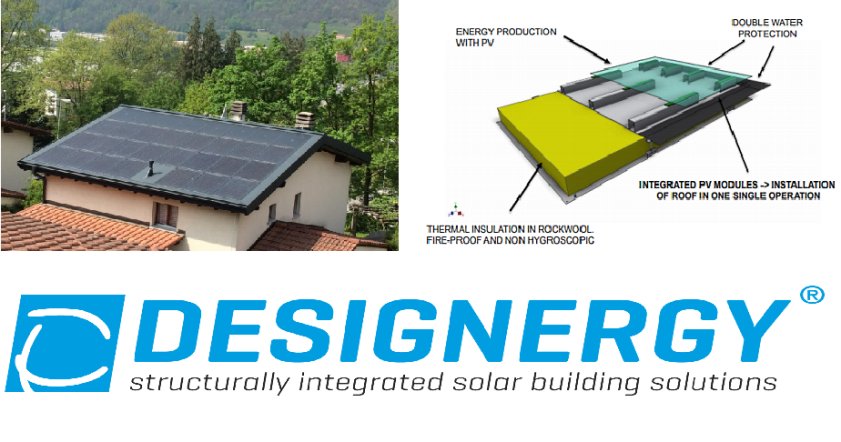 ENERGY PRODUCTION
WITH PV
DOUBLE WATER
PROTECTION
INTEGRATED PV MODULES -> INSTALLATION
OF ROOF IN ONE SINGLE OPERATION
THERMAL INSULATION IN ROCKWOOL.
FIRE-PROOF AND NON HYGROSCOPIC
DESIGNERGY®
structurally integrated solar building solutions